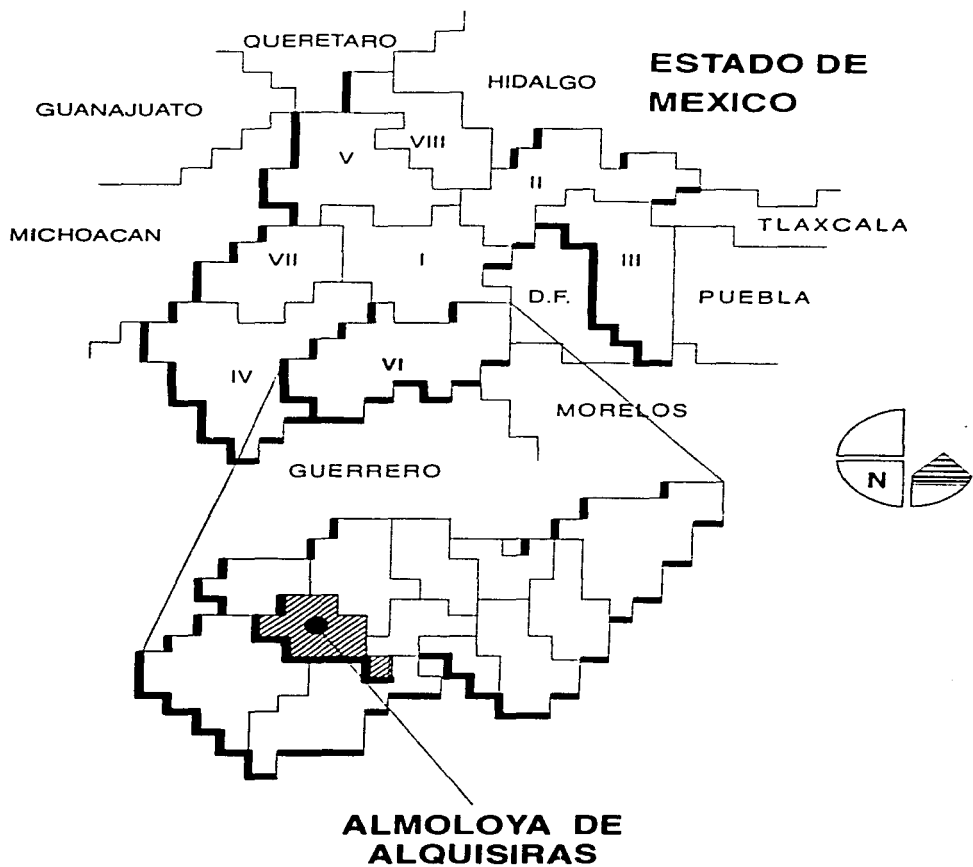 QUERETARO
ESTADO DE
MEXICO
HIDALGO
GUANAJUATO
VIII
V
II
MICHOACAN
TLAXCALA
VII
I
III
D.F.
PUEBLA
IV
VI
MORELOS
GUERRERO
N
ALMOLOYA DE
ALQUISIRAS